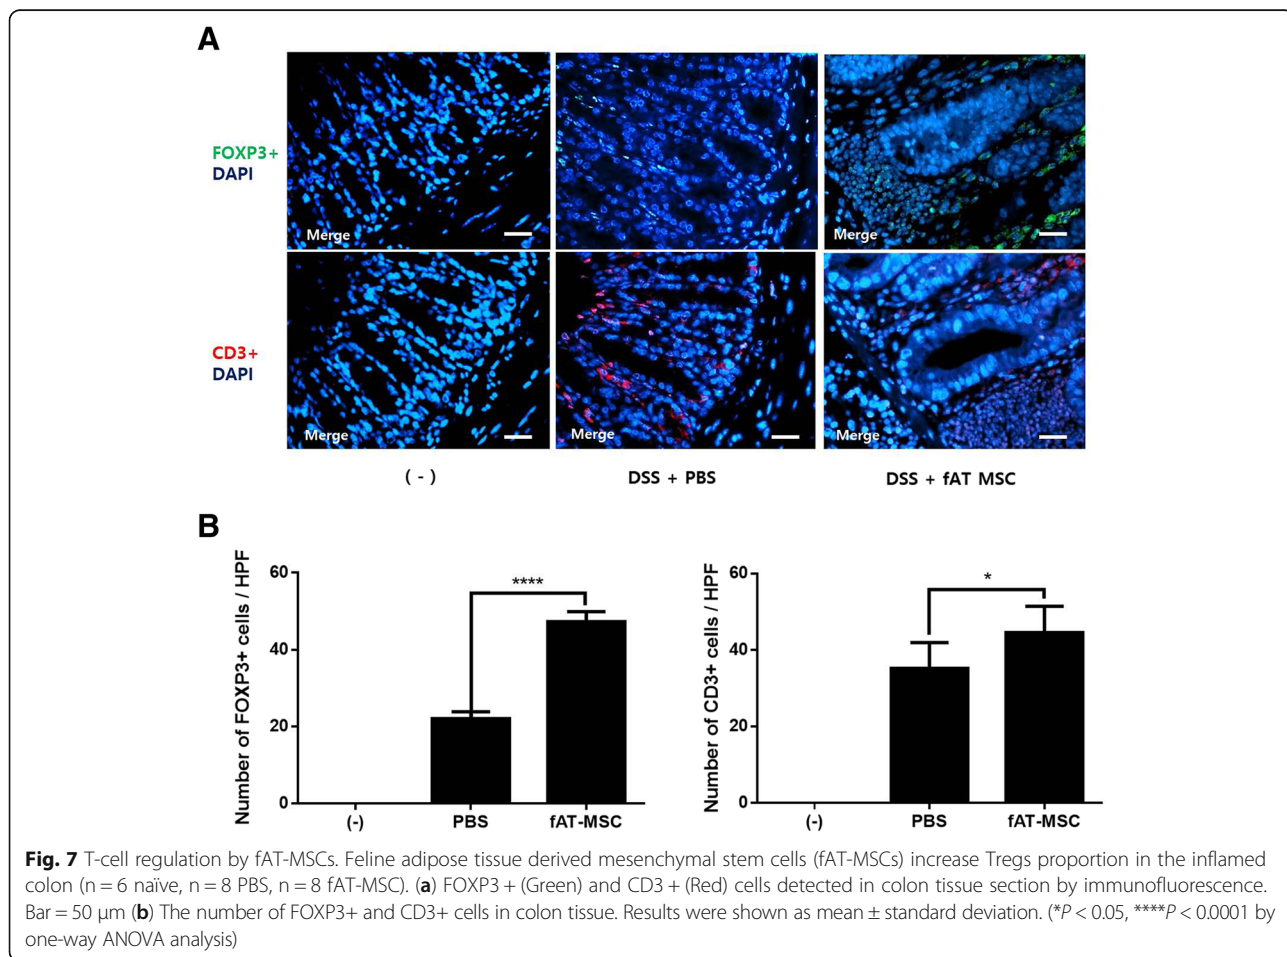 A
FOXP3+
DAPI
Merge
Merge
Merge
CD3+
DAPI
Merge
Merge
Merge
( - )
DSS + PBS
DSS + fAT MSC
B
Number of FOXP3+ cells / HPF
60
40
20
0
****
(-)
PBS
fAT-MSC
Number of CD3+ cells / HPF
60
40
20
0
*
(-)
PBS
fAT-MSC
Fig. 7 T-cell regulation by fAT-MSCs. Feline adipose tissue derived mesenchymal stem cells (fAT-MSCs) increase Tregs proportion in the inflamed
colon (n = 6 naïve, n = 8 PBS, n = 8 fAT-MSC). (a) FOXP3 + (Green) and CD3 + (Red) cells detected in colon tissue section by immunofluorescence.
Bar = 50 μm (b) The number of FOXP3+ and CD3+ cells in colon tissue. Results were shown as mean ± standard deviation. (*P < 0.05, ****P < 0.0001 by
one-way ANOVA analysis)